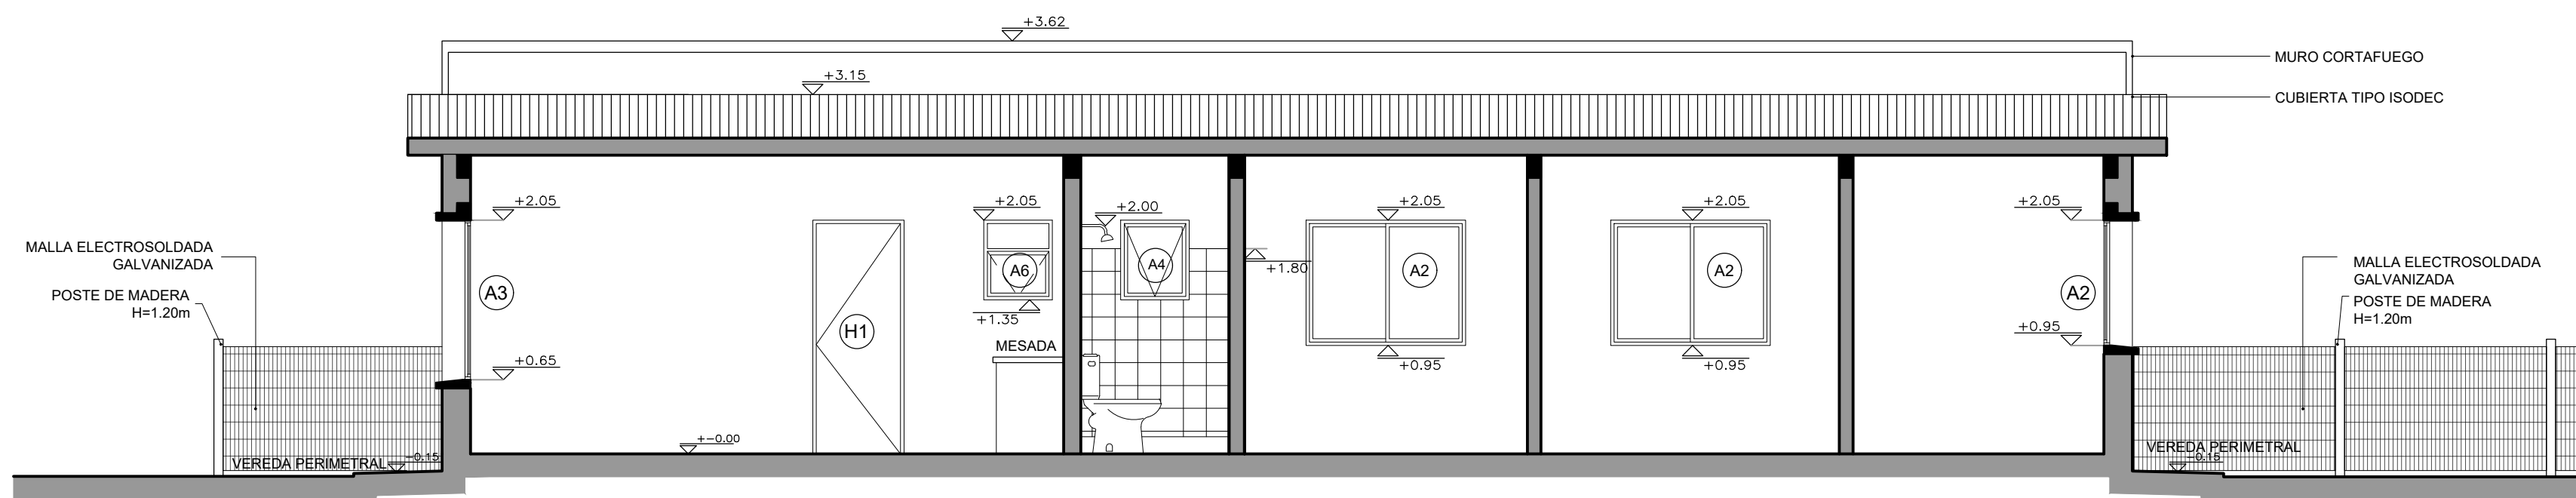 +3.62
MURO CORTAFUEGO
+3.15
CUBIERTA TIPO ISODEC
+2.05
+2.05
+2.00
+2.05
+2.05
+2.05
MALLA ELECTROSOLDADA
GALVANIZADA
POSTE DE MADERA
H=1.20m
A3
H1
A6
A4
+1.80
A2
A2
A2
MALLA ELECTROSOLDADA
GALVANIZADA
POSTE DE MADERA
H=1.20m
+1.35
+0.95
MESADA
+0.65
+0.95
+0.95
+-0.00
VEREDA PERIMETRAL
-0.15
VEREDA PERIMETRAL
-0.15